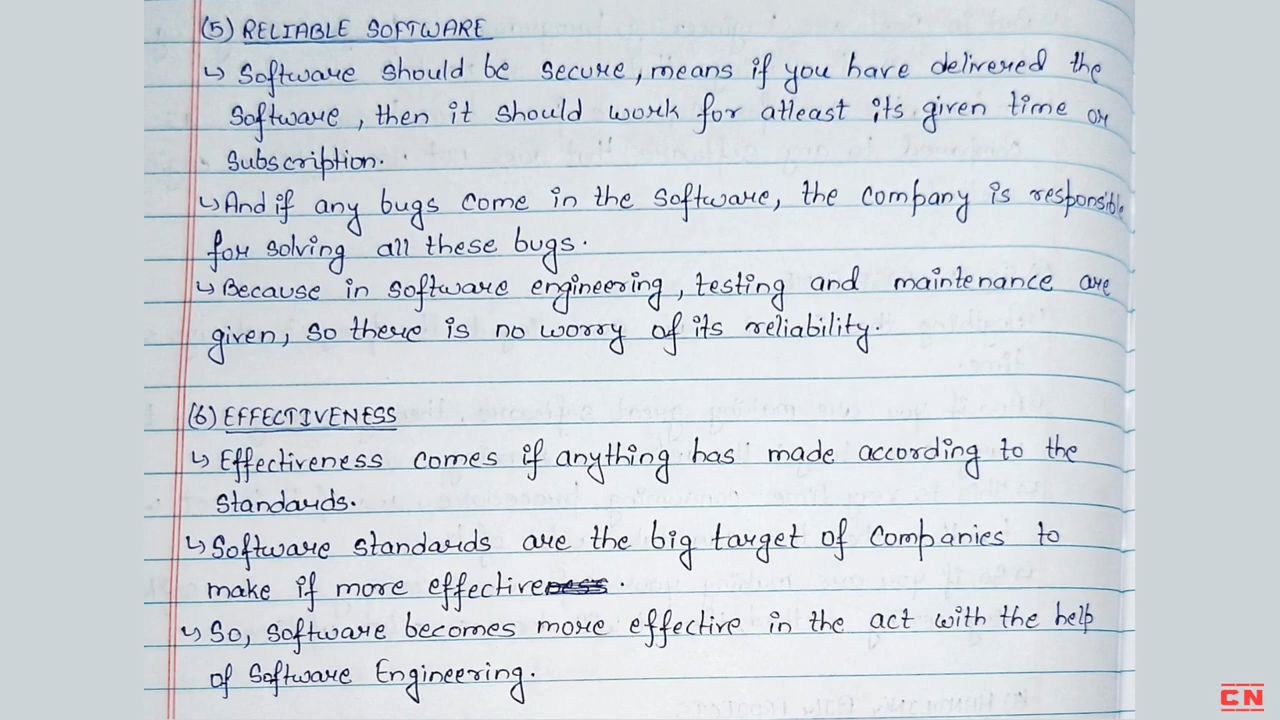 (5) RELIABLE SOFTWARE
↳ Software should be secure, means if you have delivered the
Software, then it should work for atleast its given time or
Subscription.
↳ And if any bugs come in the software, the company is responsible
for solving all these bugs.
↳ Because in software engineering, testing and maintenance are
given, so there is no worry of its reliability.
(6) EFFECTIVENESS
↳ Effectiveness comes if anything has made according to the
Standards.
↳ Software standards are the big target of companies to
make if more effective.
↳ So, software becomes more effective in the act with the help
of Software Engineering.
CN